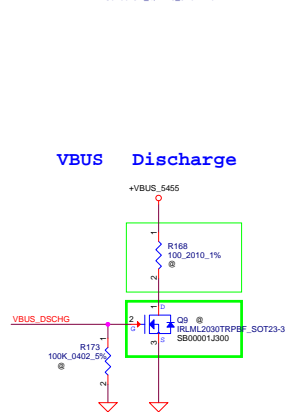 VBUS Discharge
+VBUS_5455
1
R168
100_2010_1%
@
2
1
D
VBUS_DSCHG
2
G
Q9 @
IRLML2030TRPBF_SOT23-3
SB00001J300
3
S
1
R173
100K_0402_5%
@
2